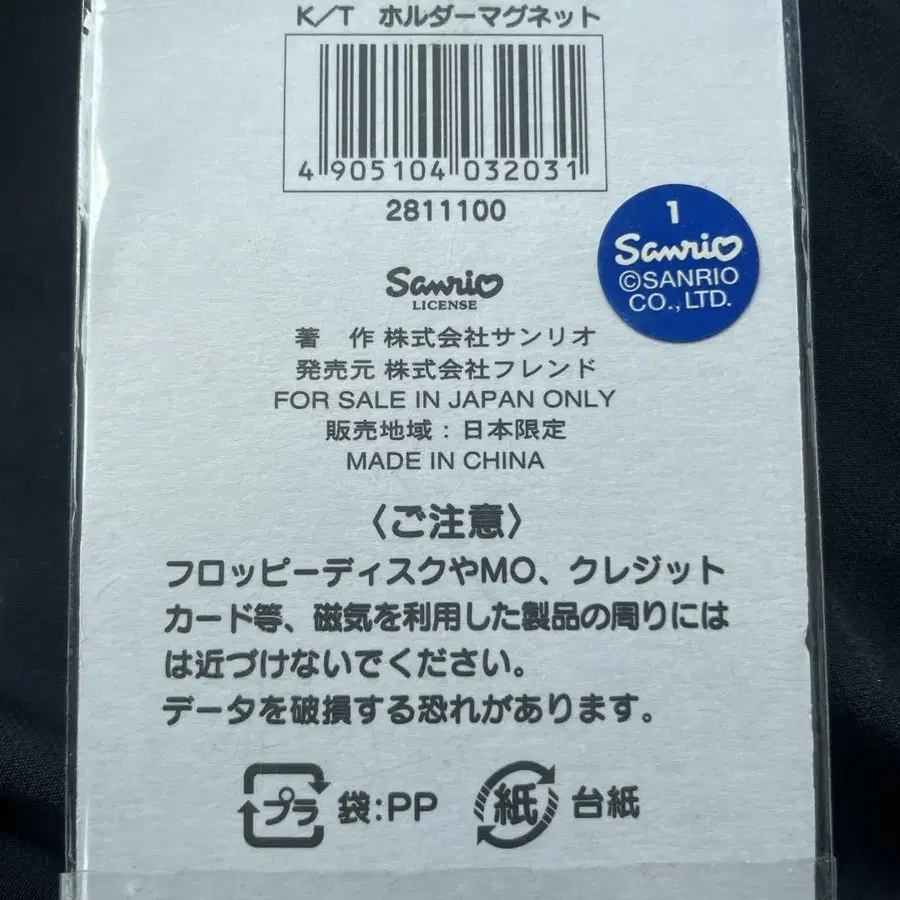 K/T ホルダーマグネット
4 905104 032031
2811100
1
Sanrio
©SANRIO
CO.,LTD.
Sanrio
LICENSE
著 作 株式会社サンリオ
発売元 株式会社フレンド
FOR SALE IN JAPAN ONLY
販売地域:日本限定
MADE IN CHINA
〈ご注意〉
フロッピーディスクやMO、クレジット
カード等、磁気を利用した製品の周りには
は近づけないでください。
データを破損する恐れがあります。
プラ 袋:PP 紙 台紙